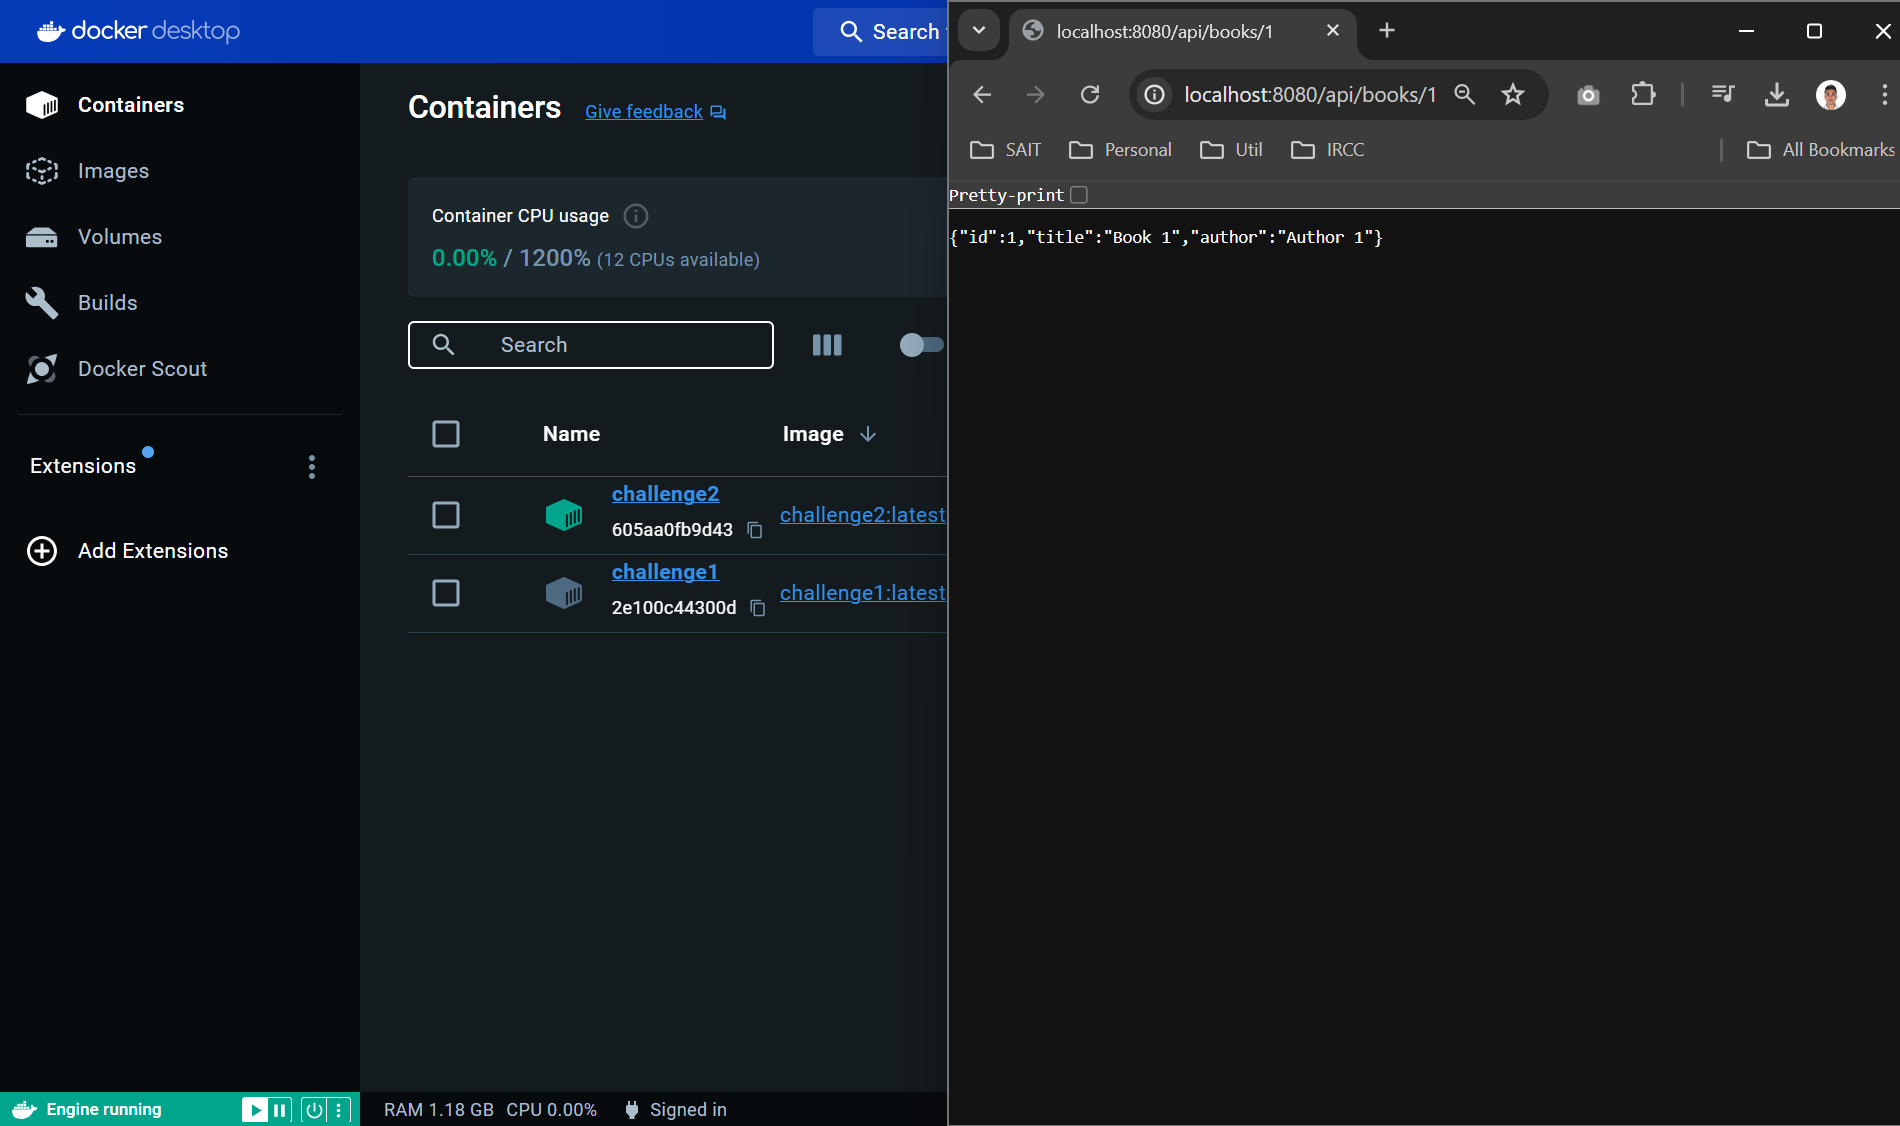 docker desktop
Search
Containers
Images
Volumes
Builds
Docker Scout
Extensions
Add Extensions
Containers
Give feedback
Container CPU usage
0.00% / 1200% (12 CPUs available)
Search
Name
Image
challenge2
605aa0fb9d43
challenge2:latest
challenge1
2e100c44300d
challenge1:latest
Engine running
RAM 1.18 GB CPU 0.00%
Signed in
localhost:8080/api/books/1
localhost:8080/api/books/1
SAIT
Personal
Util
IRCC
All Bookmarks
Pretty-print
{"id":1,"title":"Book 1","author":"Author 1"}